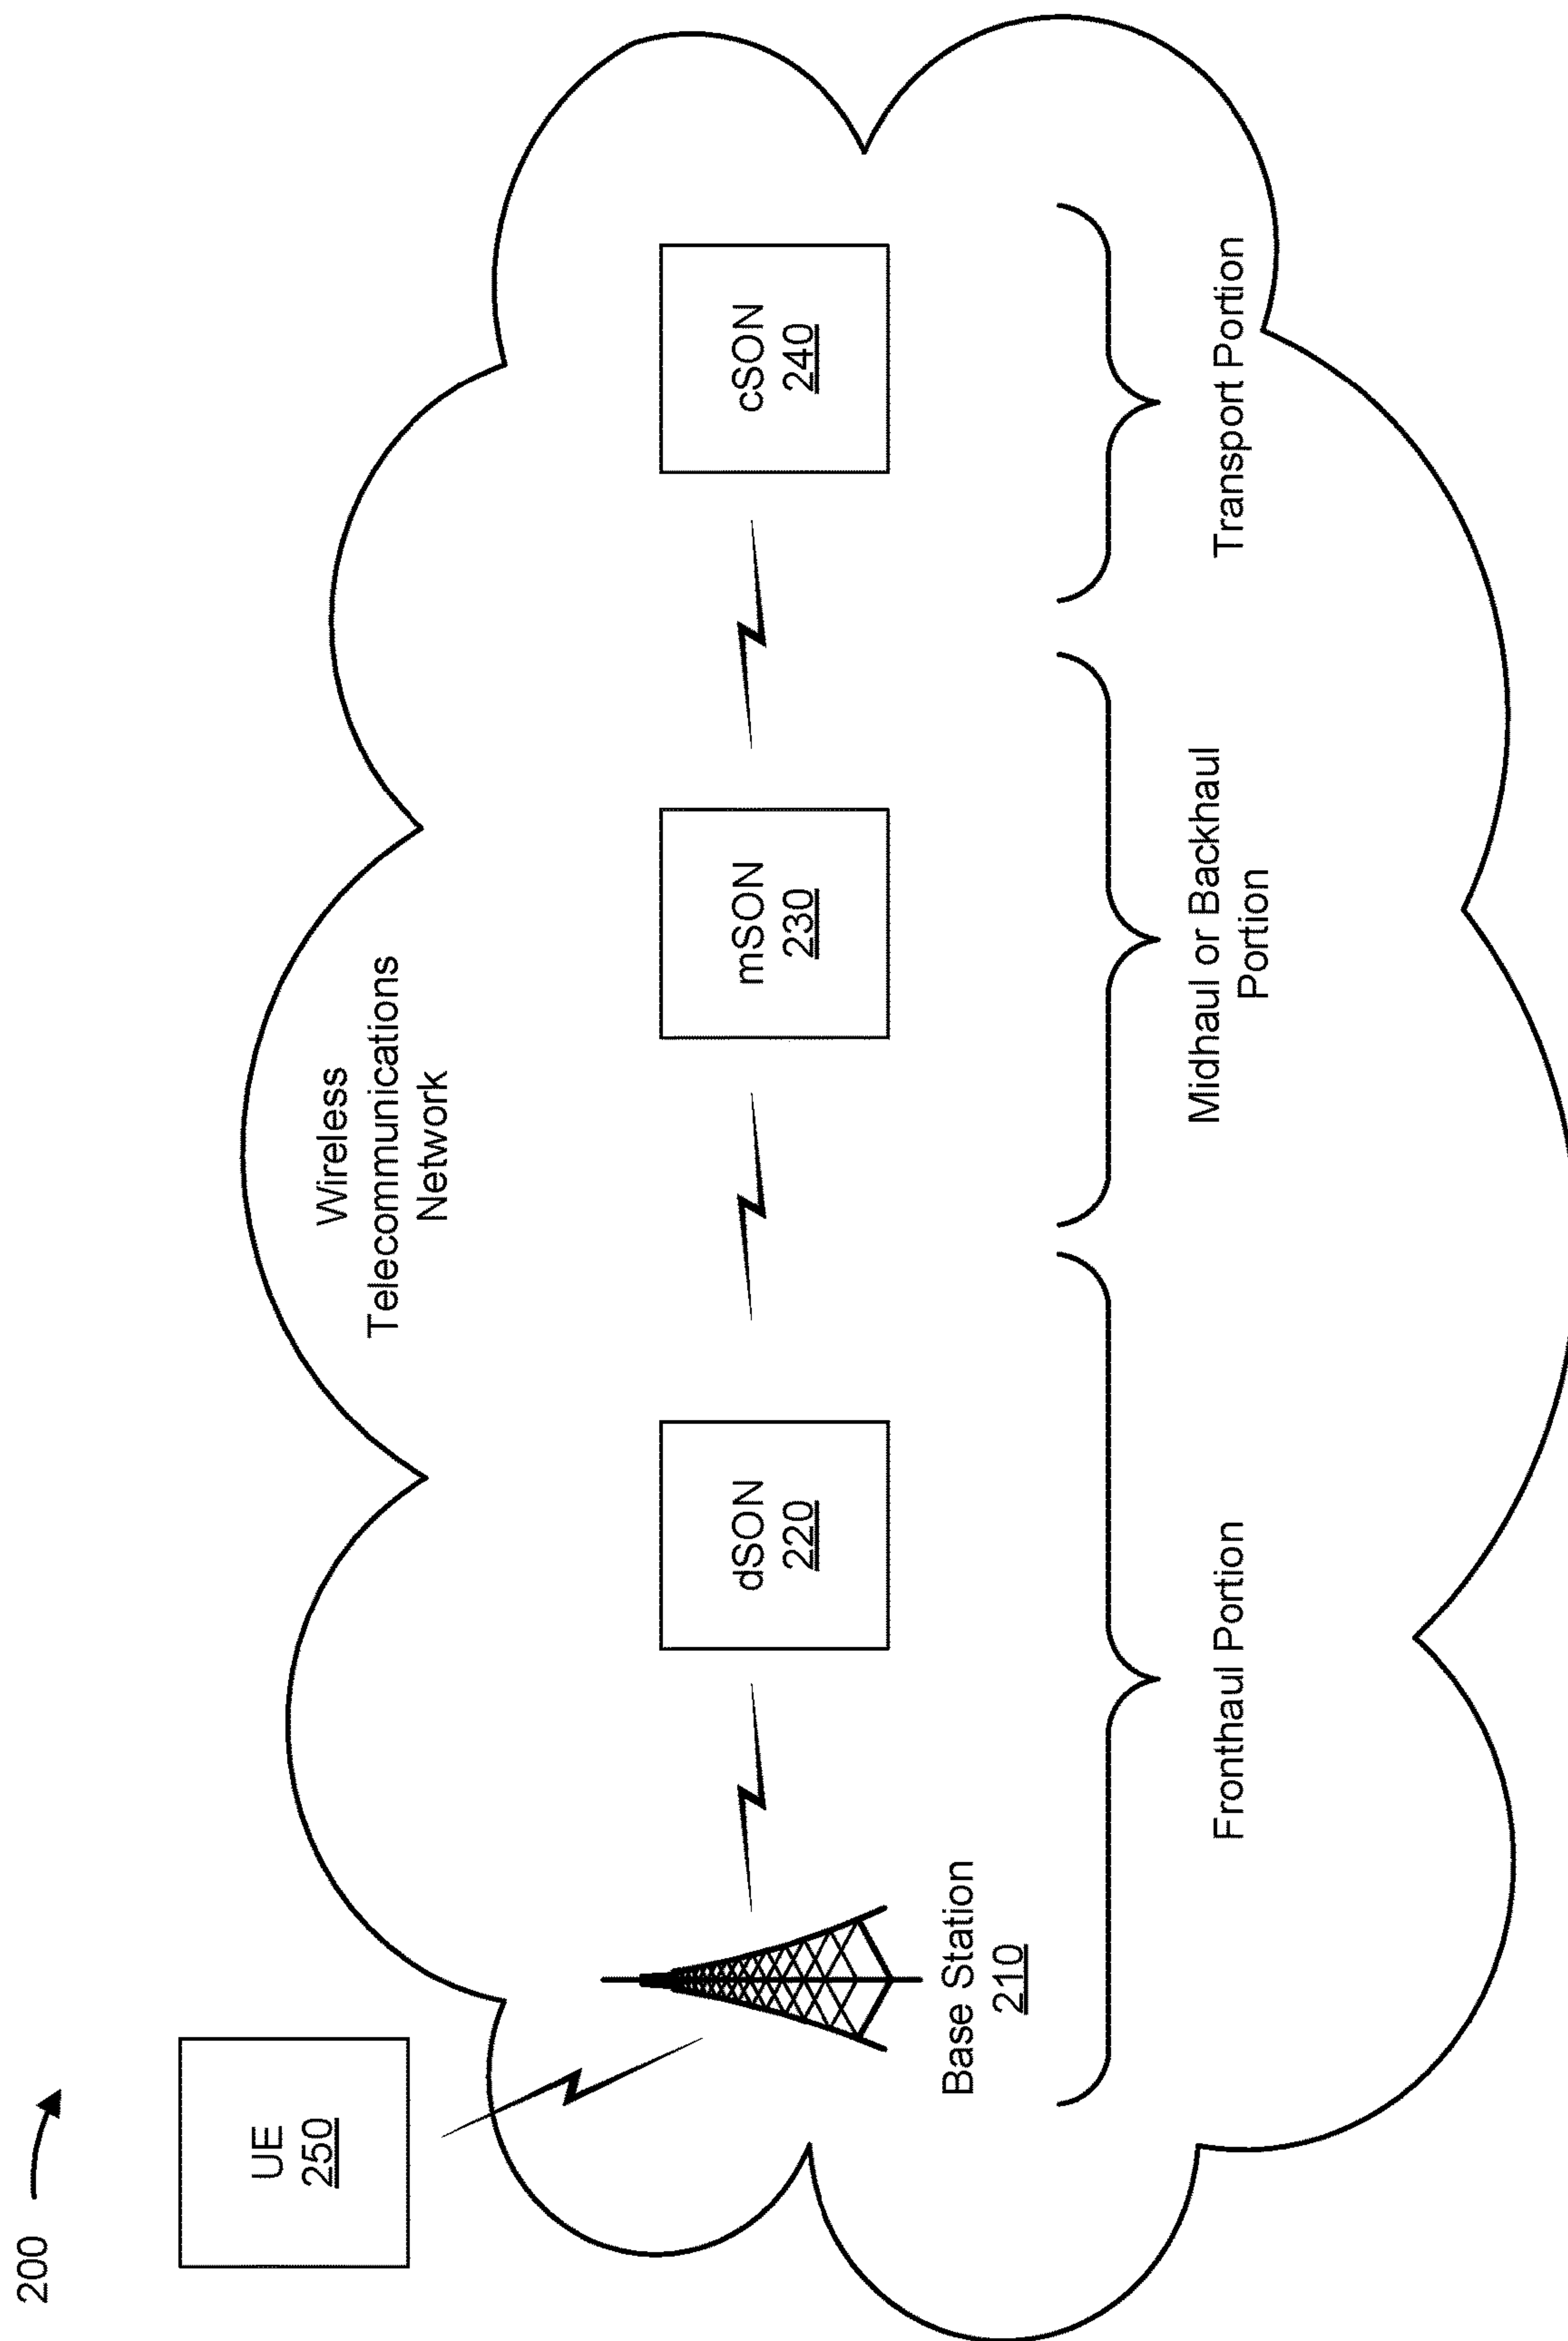 200
UE
250
Wireless
Telecommunications
Network
Base Station
210
dSON
220
mSON
230
cSON
240
Fronthaul Portion
Midhaul or Backhaul
Portion
Transport Portion